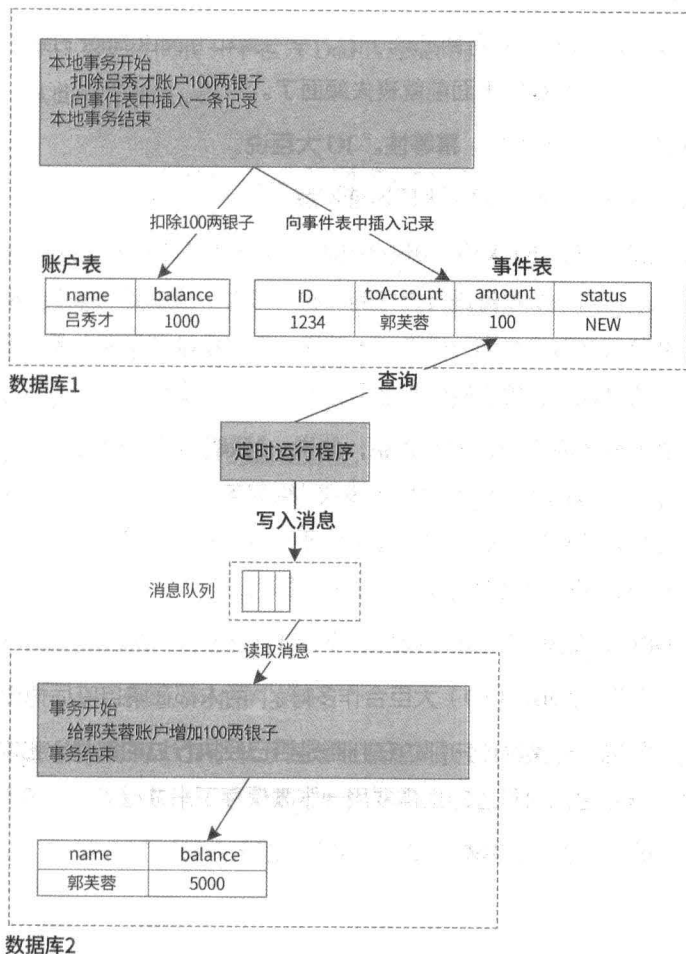 本地事务开始
扣除吕秀才账户100两银子
向事件表中插入一条记录
本地事务结束
扣除100两银子 向事件表中插入记录
账户表 事件表
name balance ID toAccount amount status
吕秀才 1000 1234 郭芙蓉 100 NEW
数据库1
查询
定时运行程序
写入消息
消息队列
读取消息
事务开始
给郭芙蓉账户增加100两银子
事务结束
name balance
郭芙蓉 5000
数据库2